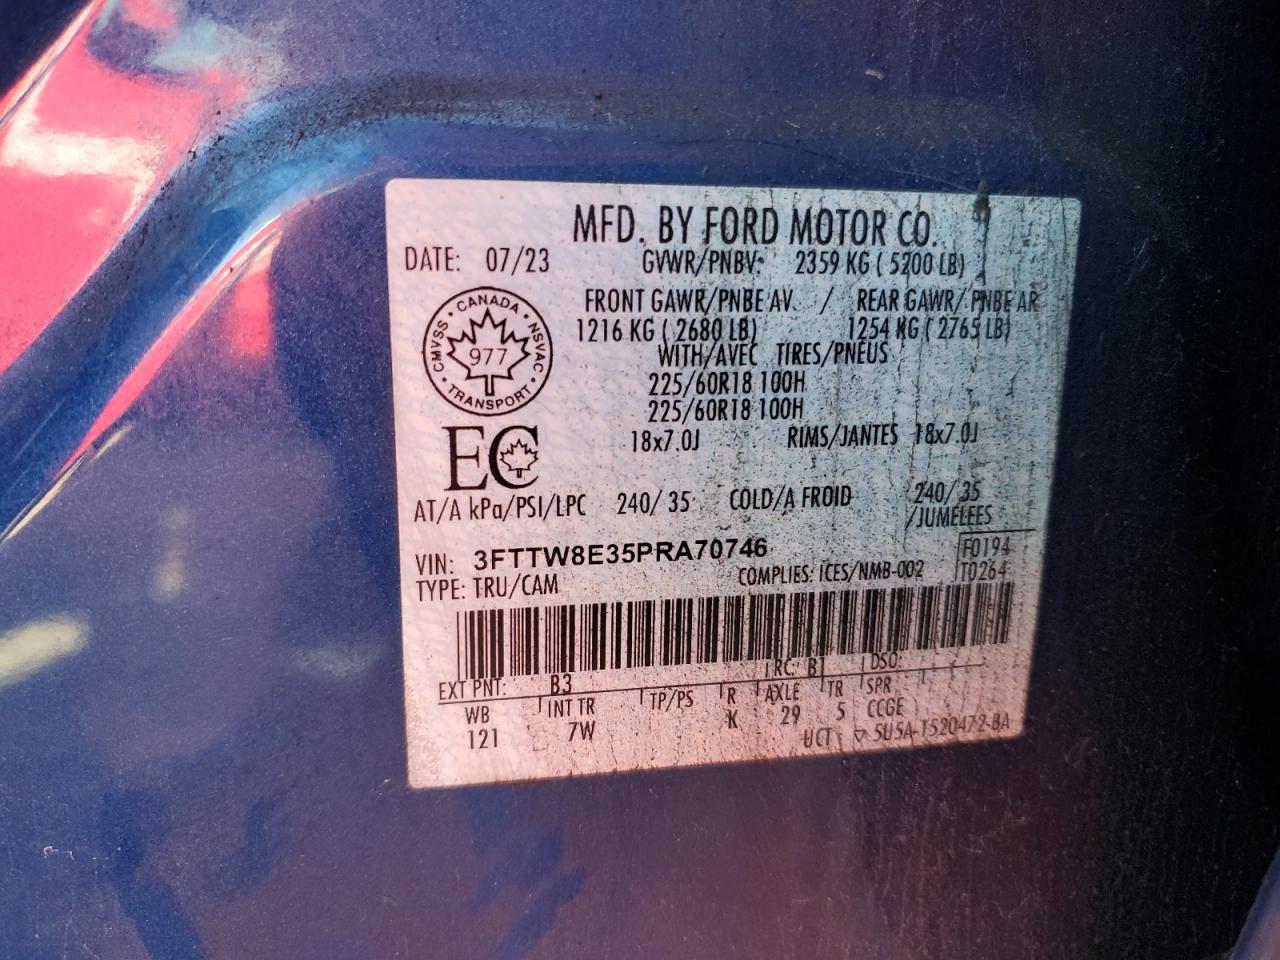 MFD. BY FORD MOTOR CO.
DATE: 07/23 GVWR/PNBV: 2359 KG ( 5200 LB)
FRONT GAWR/PNBE AV. / REAR GAWR/ PNBE AR
1216 KG ( 2680 LB) 1254 KG ( 2765 LB)
WITH/AVEC TIRES/PNEUS
225/60R18 100H
225/60R18 100H
18x7.0J RIMS/JANTES 18x7.0J
CMVSS · CANADA · NSVAC · TRANSPORT ·
977
EC
AT/A kPa/PSI/LPC 240/ 35 COLD/A FROID 240/ 35
/JUMELEES
VIN: 3FTTW8E35PRA70746 F0194
TYPE: TRU/CAM COMPLIES: ICES/NMB-002 T0264
EXT PNT: B3 RC: B DSO:
WB INT TR TP/PS R AXLE TR SPR
121 7W K 29 5 CCGE
UCT 5U5A-1520472-BA